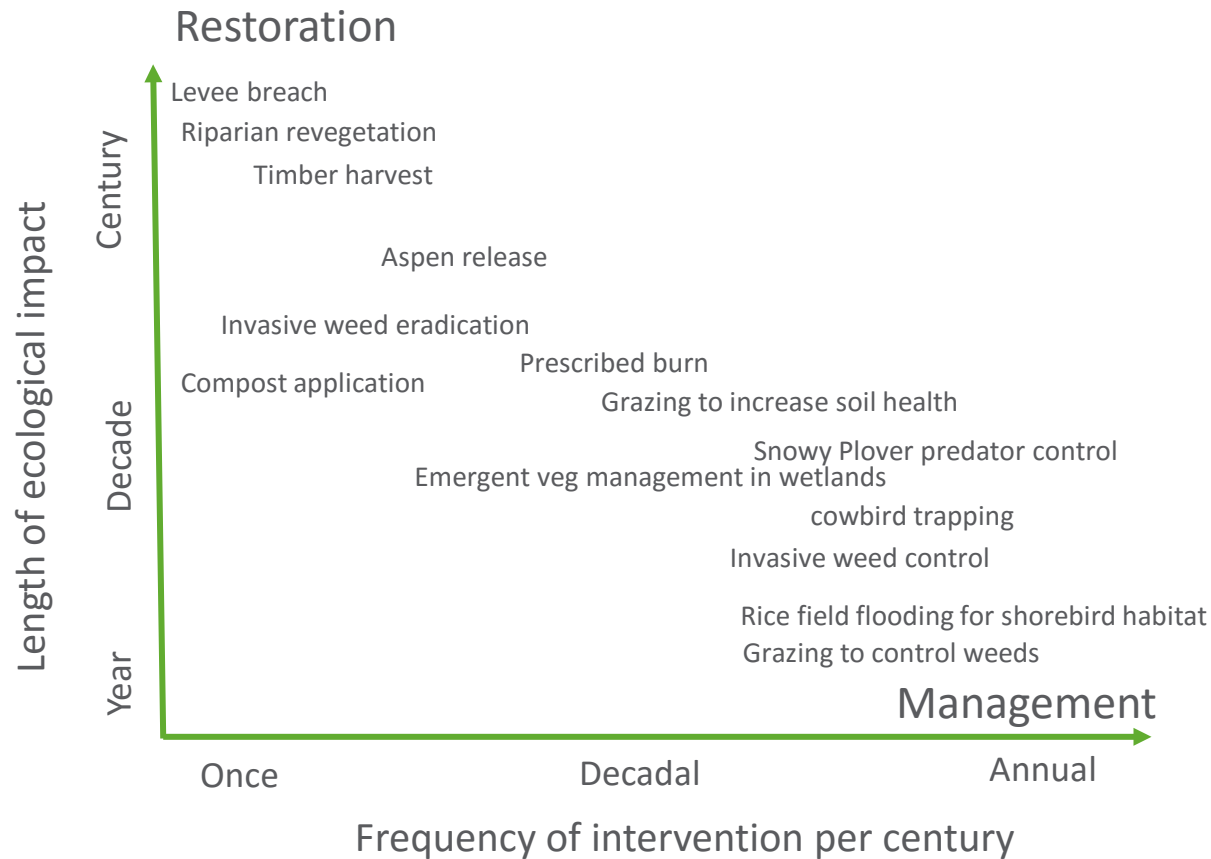 Restoration
Levee breach
Riparian revegetation
Timber harvest
Aspen release
Invasive weed eradication
Prescribed burn
Compost application
Grazing to increase soil health
Snowy Plover predator control
Emergent veg management in wetlands
cowbird trapping
Invasive weed control
Rice field flooding for shorebird habitat
Grazing to control weeds
Management
Length of ecological impact
Century
Decade
Year
Once
Decadal
Annual
Frequency of intervention per century